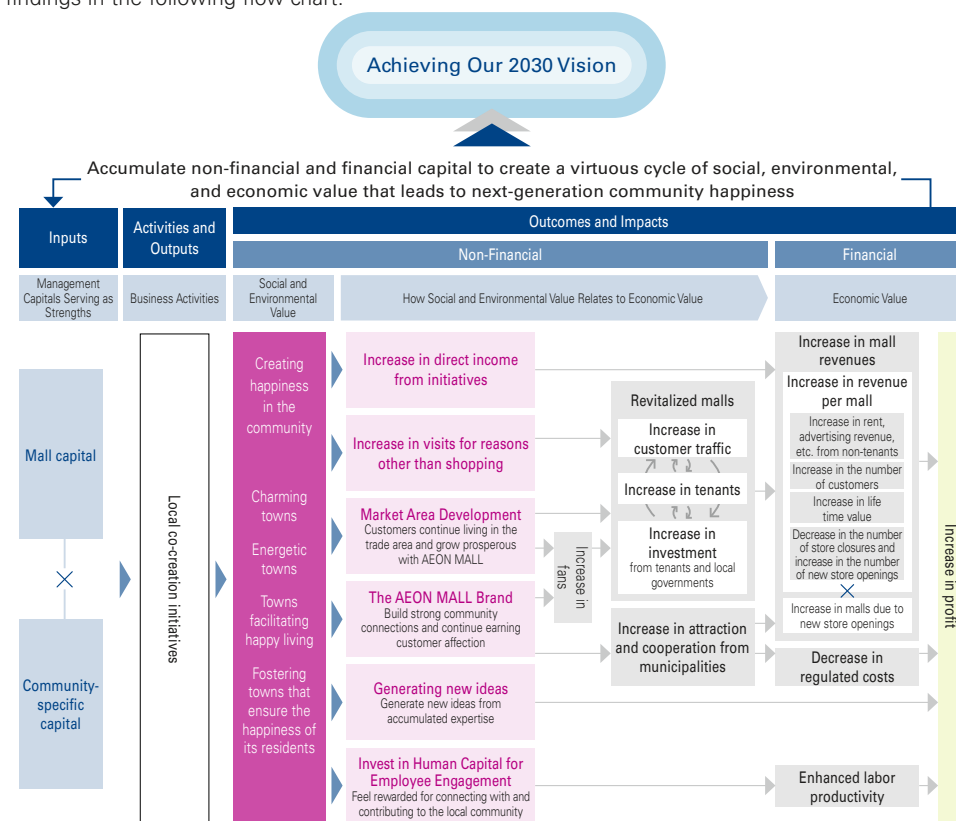 findings in the following flow chart.
Achieving Our 2030 Vision
Accumulate non-financial and financial capital to create a virtuous cycle of social, environmental,
and economic value that leads to next-generation community happiness
Inputs
Activities and
Outputs
Outcomes and Impacts
Non-Financial
Financial
Management
Capitals Serving as
Strengths
Business Activities
Social and
Environmental
Value
How Social and Environmental Value Relates to Economic Value
Economic Value
Mall capital
×
Community-
specific
capital
Local co-creation initiatives
Creating
happiness
in the
community
Charming
towns
Energetic
towns
Towns
facilitating
happy living
Fostering
towns that
ensure the
happiness of
its residents
Increase in direct income
from initiatives
Increase in visits for reasons
other than shopping
Market Area Development
Customers continue living in the
trade area and grow prosperous
with AEON MALL
The AEON MALL Brand
Build strong community
connections and continue earning
customer affection
Generating new ideas
Generate new ideas from
accumulated expertise
Invest in Human Capital for
Employee Engagement
Feel rewarded for connecting with and
contributing to the local community
Increase in
fans
Revitalized malls
Increase in
customer traffic
Increase in tenants
Increase in
investment
from tenants and local
governments
Increase in attraction
and cooperation from
municipalities
Increase in mall
revenues
Increase in revenue
per mall
Increase in rent,
advertising revenue,
etc. from non-tenants
Increase in the number
of customers
Increase in life
time value
Decrease in the number
of store closures and
increase in the number
of new store openings
×
Increase in malls due to
new store openings
Decrease in
regulated costs
Enhanced labor
productivity
Increase in profit